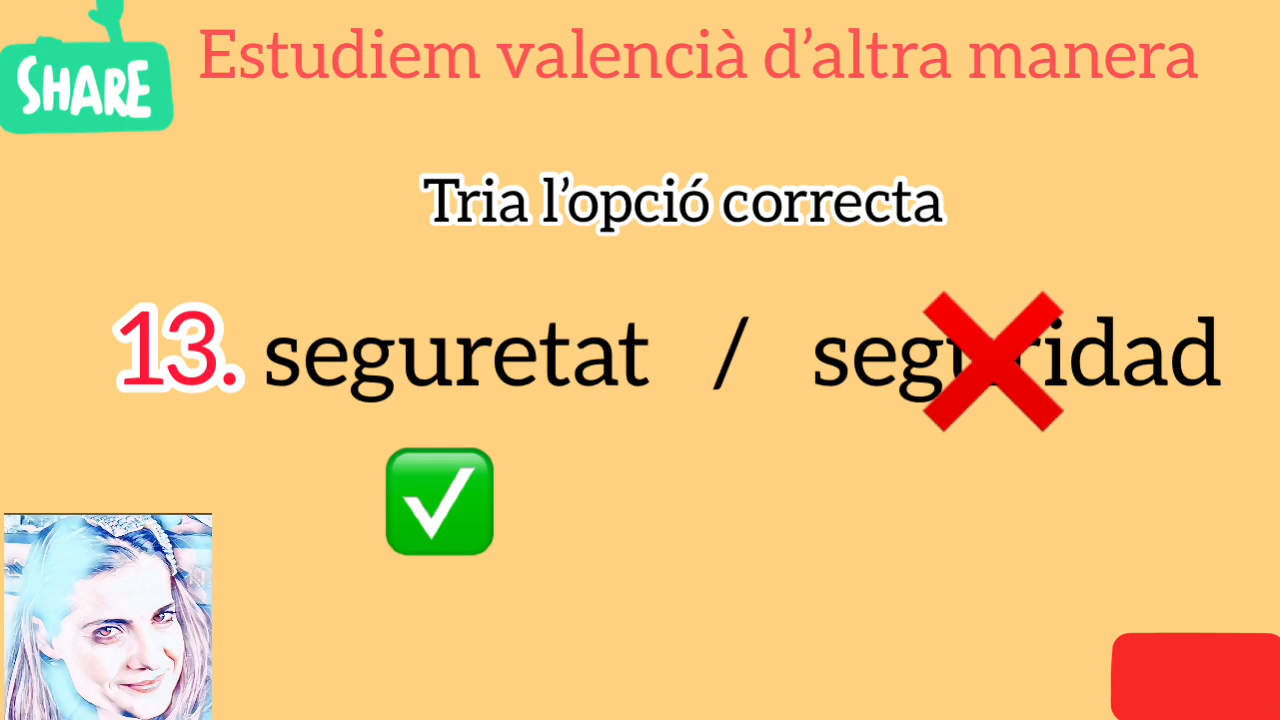 SHARE
Estudiem valencià d’altra manera
Tria l’opció correcta
13. seguretat / seguridad